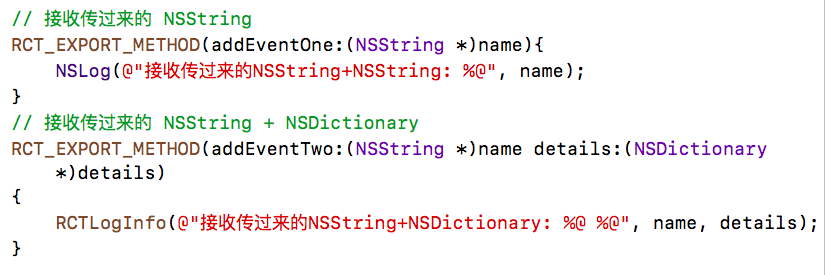 // 接收传过来的 NSString
RCT_EXPORT_METHOD(addEventOne:(NSString *)name){
    NSLog(@"接收传过来的NSString+NSString: %@", name);
}
// 接收传过来的 NSString + NSDictionary
RCT_EXPORT_METHOD(addEventTwo:(NSString *)name details:(NSDictionary
    *)details)
{
    RCTLogInfo(@"接收传过来的NSString+NSDictionary: %@ %@", name, details);
}